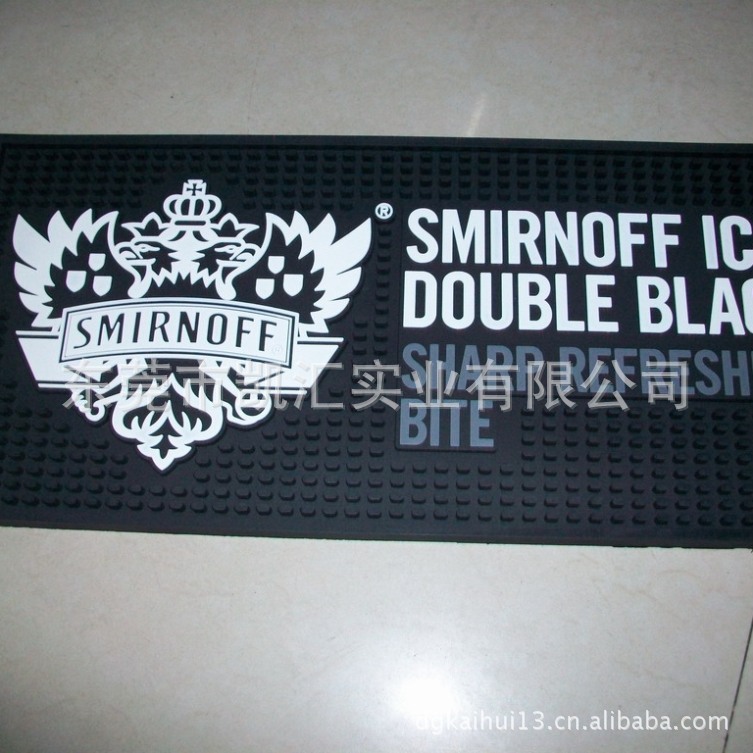 ®
SMIRNOFF
SMIRNOFF IC
DOUBLE BLA
SHARP REFRESH
BITE
东莞市凯汇实业有限公司
dgkaihui13.cn.alibaba.com